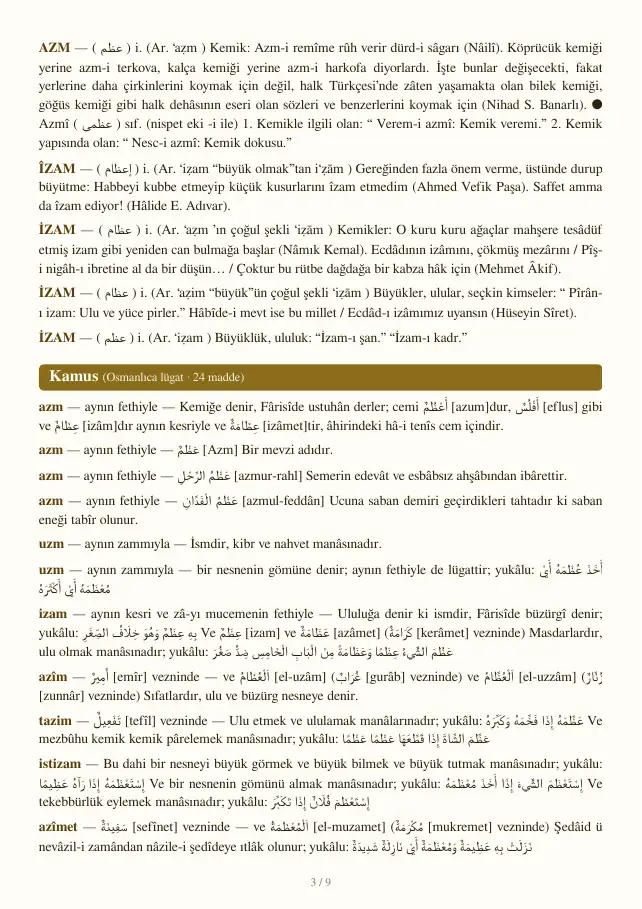 AZM — ( عظم ) i. (Ar. ‘aẓm ) Kemik: Azm-i remîme rûh verir dürd-i sâgarı (Nâilî). Köprücük kemiği
yerine azm-i terkova, kalça kemiği yerine azm-i harkofa diyorlardı. İşte bunlar değişecekti, fakat
yerlerine daha çirkinlerini koymak için değil, halk Türkçesi’nde zâten yaşamakta olan bilek kemiği,
göğüs kemiği gibi halk dehâsının eseri olan sözleri ve benzerlerini koymak için (Nihad S. Banarlı). ●
Azmî ( عظمى ) sıf. (nispet eki -ī ile) 1. Kemikle ilgili olan: “ Verem-i azmî: Kemik veremi.” 2. Kemik
yapısında olan: “ Nesc-i azmî: Kemik dokusu.”
ÎZAM — ( إعظام ) i. (Ar. ‘iẓam “büyük olmak”tan i‘ẓām ) Gereğinden fazla önem verme, üstünde durup
büyütme: Habbeyi kubbe etmeyip küçük kusurlarını îzam etmedim (Ahmed Vefik Paşa). Saffet amma
da îzam ediyor! (Hâlide E. Adıvar).
İZAM — ( عظام ) i. (Ar. ‘aẓm ’ın çoğul şekli ‘iẓām ) Kemikler: O kuru kuru ağaçlar mahşere tesâdüf
etmiş izam gibi yeniden can bulmağa başlar (Nâmık Kemal). Ecdâdının izâmını, çökmüş mezârını / Pîş-
i nigâh-ı ibretine al da bir düşün… / Çoktur bu rütbe dağdağa bir kabza hâk için (Mehmet Âkif).
İZAM — ( عظام ) i. (Ar. ‘aẓim “büyük”ün çoğul şekli ‘iẓām ) Büyükler, ulular, seçkin kimseler: “ Pîrân-
ı izam: Ulu ve yüce pirler.” Hâbîde-i mevt ise bu millet / Ecdâd-ı izâmımız uyansın (Hüseyin Sîret).
İZAM — ( عظم ) i. (Ar. ‘iẓam ) Büyüklük, ululuk: “İzam-ı şan.” “İzam-ı kadr.”
Kamus (Osmanlıca lügat · 24 madde)
azm — aynın fethiyle — Kemiğe denir, Fârisîde ustuhân derler; cemi أَعْظُمٌ [azum]dur, أَفْلُسٌ [eflus] gibi
ve عِظَامٌ [izâm]dır aynın kesriyle ve عِظَامَةٌ [izâmet]tir, âhirindeki hâ-i tenîs cem içindir.
azm — aynın fethiyle — عَظْمٌ [Azm] Bir mevzi adıdır.
azm — aynın fethiyle — عَظْمُ الرَّحْلِ [azmur-rahl] Semerin edevât ve esbâbsız ahşâbından ibârettir.
azm — aynın fethiyle — عَظْمُ الْفَدَّانِ [azmul-feddân] Ucuna saban demiri geçirdikleri tahtadır ki saban
eneği tabîr olunur.
uzm — aynın zammıyla — İsmdir, kibr ve nahvet manâsınadır.
uzm — aynın zammıyla — bir nesnenin gömüne denir; aynın fethiyle de lügattir; yukâlu: أَخَذَ عُظْمَهُ أَيْ
مُعْظَمَهُ أَيْ أَكْثَرَهُ
izam — aynın kesri ve zâ-yı mucemenin fethiyle — Ululuğa denir ki ismdir, Fârisîde büzürgî denir;
yukâlu: بِهِ عِظَمٌ وَهُوَ خِلَافُ الصِّغَرِ Ve عِظَمٌ [izam] ve عَظَامَةٌ [azâmet] (كَرَامَةٌ [kerâmet] vezninde) Masdarlardır,
ulu olmak manâsınadır; yukâlu: عَظُمَ الشَّيْءُ عِظَمًا وَعَظَامَةً مِنَ الْبَابِ الْخَامِسِ ضِدُّ صَغُرَ
azîm — أَمِيرٌ [emîr] vezninde — ve اَلْعُظَامُ [el-uzâm] (غُرَابٌ [gurâb] vezninde) ve اَلْعُظَّامُ [el-uzzâm] (زُنَّارٌ
[zunnâr] vezninde) Sıfatlardır, ulu ve büzürg nesneye denir.
tazim — تَفْعِيلٌ [tefîl] vezninde — Ulu etmek ve ululamak manâlarınadır; yukâlu: عَظَّمَهُ إِذَا فَخَّمَهُ وَكَبَّرَهُ Ve
mezbûhu kemik kemik pârelemek manâsınadır; yukâlu: عَظَّمَ الشَّاةَ إِذَا قَطَّعَهَا عَظْمًا عَظْمًا
istizam — Bu dahi bir nesneyi büyük görmek ve büyük bilmek ve büyük tutmak manâsınadır; yukâlu:
إِسْتَعْظَمَهُ إِذَا رَآهُ عَظِيمًا Ve bir nesnenin gömünü almak manâsınadır; yukâlu: إِسْتَعْظَمَ الشَّيْءَ إِذَا أَخَذَ مُعْظَمَهُ Ve
tekebbürlük eylemek manâsınadır; yukâlu: إِسْتَعْظَمَ فُلَانٌ إِذَا تَكَبَّرَ
azîmet — سَفِينَةٌ [sefînet] vezninde — ve اَلْمُعْظَمَةُ [el-muzamet] (مُكْرَمَةٌ [mukremet] vezninde) Şedâid ü
nevâzil-i zamândan nâzile-i şedîdeye ıtlâk olunur; yukâlu: نَزَلَتْ بِهِ عَظِيمَةٌ وَمُعْظَمَةٌ أَيْ نَازِلَةٌ شَدِيدَةٌ
3 / 9